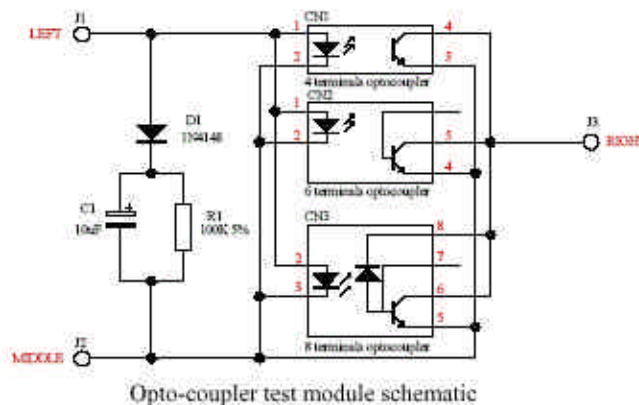 J1
LEFT
CN1
1
4
2
3
4 terminals optocoupler
CN2
1
2
5
4
6 terminals optocoupler
D1
1N4148
C1
+
10uF
R1
100K 5%
J3
RIGH
CN3
8
7
2
3
6
5
8 terminals optocoupler
J2
MIDDLE
Opto-coupler test module schematic